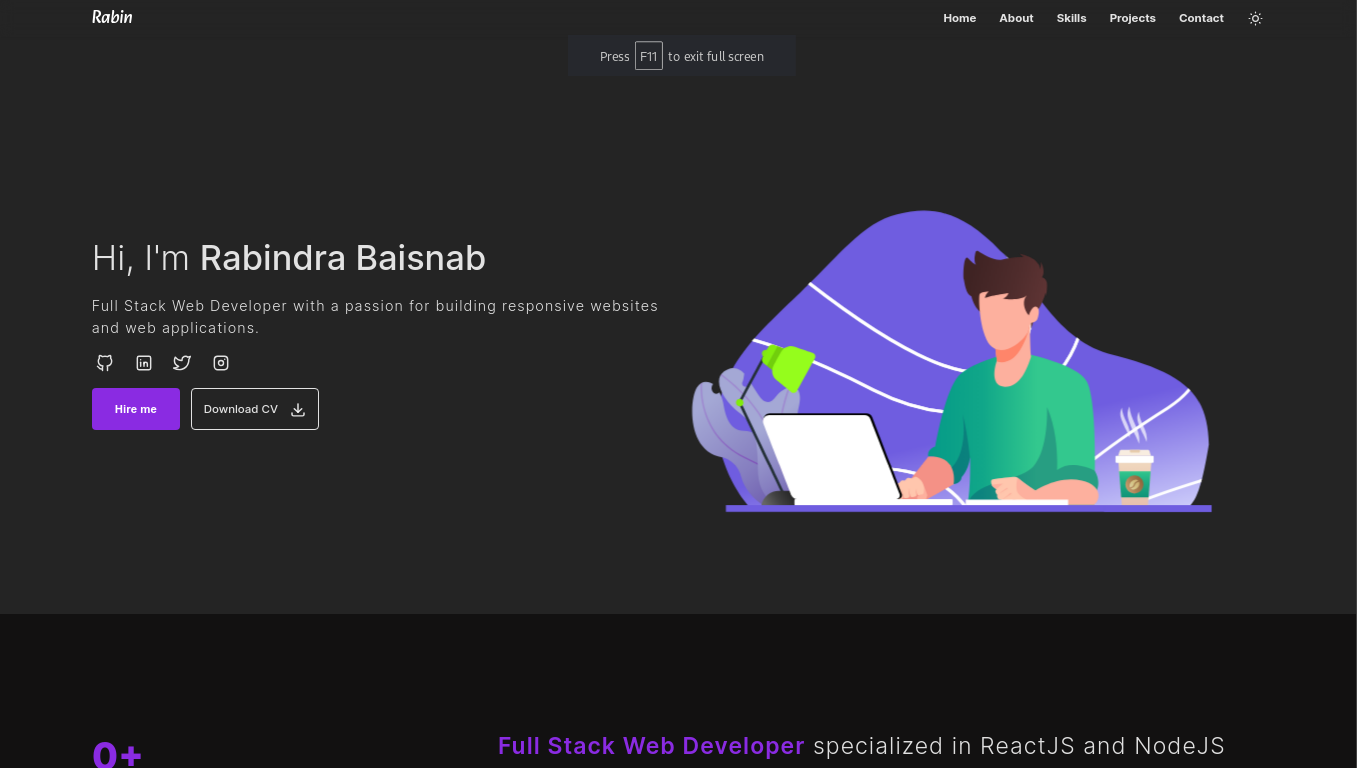 Rabin
Home About Skills Projects Contact
Press F11 to exit full screen
Hi, I'm Rabindra Baisnab
Full Stack Web Developer with a passion for building responsive websites
and web applications.
in
Hire me
Download CV
0+
Full Stack Web Developer specialized in ReactJS and NodeJS